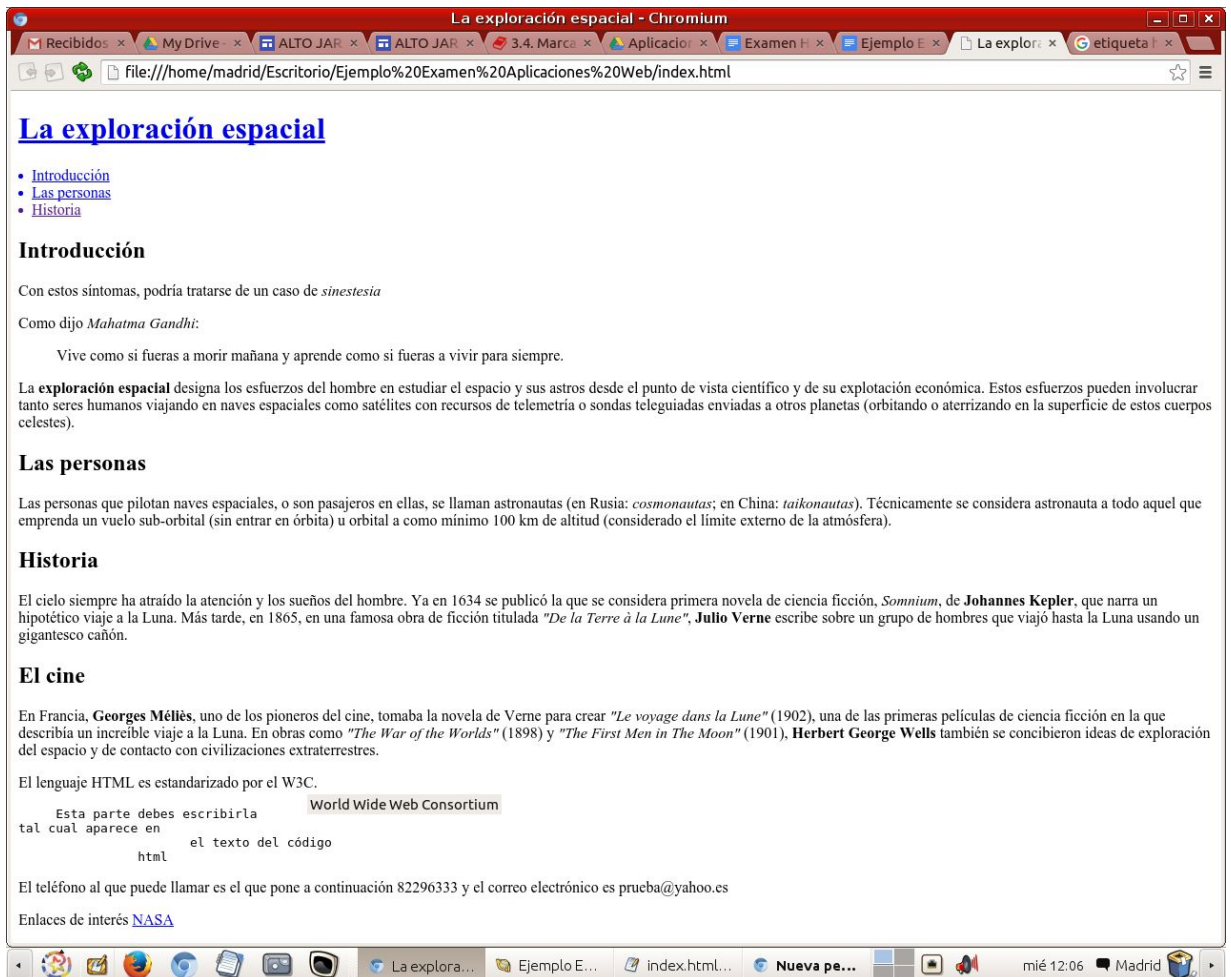 La exploración espacial - Chromium
Recibidos
My Drive -
ALTO JAR
ALTO JAR
3.4. Marca
Aplicacior
Examen H
Ejemplo E
La explora
etiqueta h
file:///home/madrid/Escritorio/Ejemplo%20Examen%20Aplicaciones%20Web/index.html
La exploración espacial
• Introducción
• Las personas
• Historia
Introducción
Con estos síntomas, podría tratarse de un caso de sinestesia
Como dijo Mahatma Gandhi:
Vive como si fueras a morir mañana y aprende como si fueras a vivir para siempre.
La exploración espacial designa los esfuerzos del hombre en estudiar el espacio y sus astros desde el punto de vista científico y de su explotación económica. Estos esfuerzos pueden involucrar
tanto seres humanos viajando en naves espaciales como satélites con recursos de telemetría o sondas teleguiadas enviadas a otros planetas (orbitando o aterrizando en la superficie de estos cuerpos
celestes).
Las personas
Las personas que pilotan naves espaciales, o son pasajeros en ellas, se llaman astronautas (en Rusia: cosmonautas; en China: taikonautas). Técnicamente se considera astronauta a todo aquel que
emprenda un vuelo sub-orbital (sin entrar en órbita) u orbital a como mínimo 100 km de altitud (considerado el límite externo de la atmósfera).
Historia
El cielo siempre ha atraído la atención y los sueños del hombre. Ya en 1634 se publicó la que se considera primera novela de ciencia ficción, Somnium, de Johannes Kepler, que narra un
hipotético viaje a la Luna. Más tarde, en 1865, en una famosa obra de ficción titulada "De la Terre à la Lune", Julio Verne escribe sobre un grupo de hombres que viajó hasta la Luna usando un
gigantesco cañón.
El cine
En Francia, Georges Méliès, uno de los pioneros del cine, tomaba la novela de Verne para crear "Le voyage dans la Lune" (1902), una de las primeras películas de ciencia ficción en la que
describía un increíble viaje a la Luna. En obras como "The War of the Worlds" (1898) y "The First Men in The Moon" (1901), Herbert George Wells también se concibieron ideas de exploración
del espacio y de contacto con civilizaciones extraterrestres.
El lenguaje HTML es estandarizado por el W3C.
World Wide Web Consortium
Esta parte debes escribirla
tal cual aparece en
el texto del código
html
El teléfono al que puede llamar es el que pone a continuación 82296333 y el correo electrónico es prueba@yahoo.es
Enlaces de interés NASA
La explora...
Ejemplo E...
index.html...
Nueva pe...
mié 12:06
Madrid